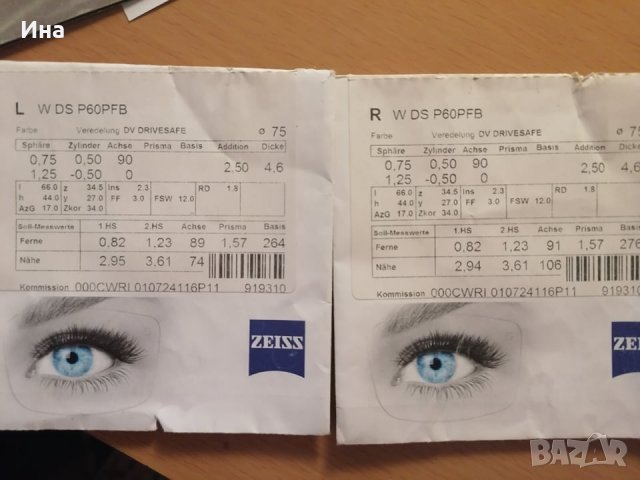 Ина
L W DS P60PFB
Farbe Veredelung DV DRIVESAFE ø 75
Sphäre Zylinder Achse Prisma Basis Addition Dicke
0,75 0,50 90
2,50 4,6
1,25 -0,50 0
l 66.0 z 34.5 Ins 2.3 RD 1.8
h 44.0 y 27.0 FF 3.0 FSW 12.0
AzG 17.0 Zkor 34.0
Soll-Messwerte 1.HS 2.HS Achse Prisma Basis
Ferne 0,82 1,23 89 1,57 264
Nähe 2,95 3,61 74
Kommission 000CWRI 010724116P11 919310
ZEISS
R W DS P60PFB
Farbe Veredelung DV DRIVESAFE ø 75
Sphäre Zylinder Achse Prisma Basis Addition Dicke
0,75 0,50 90
2,50 4,6
1,25 -0,50 0
l 66.0 z 34.5 Ins 2.3 RD 1.8
h 44.0 y 27.0 FF 3.0 FSW 12.0
AzG 17.0 Zkor 34.0
Soll-Messwerte 1.HS 2.HS Achse Prisma Basis
Ferne 0,82 1,23 91 1,57 276
Nähe 2,94 3,61 106
Kommission 000CWRI 010724116P11 919310
ZEISS
BAZAR